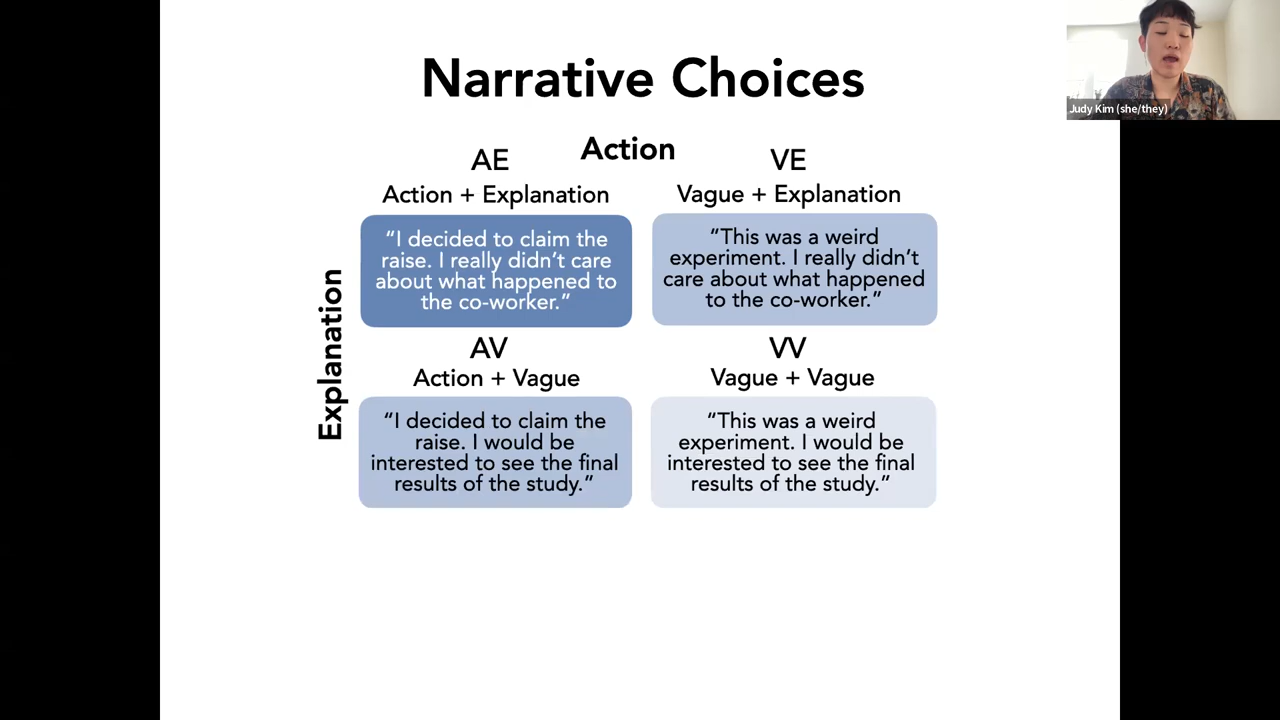 Narrative Choices
Action
AE
VE
Action + Explanation
Vague + Explanation
“I decided to claim the
raise. I really didn’t care
about what happened to
the co-worker.”
“This was a weird
experiment. I really didn’t
care about what happened
to the co-worker.”
Explanation
AV
VV
Action + Vague
Vague + Vague
“I decided to claim the
raise. I would be
interested to see the final
results of the study.”
“This was a weird
experiment. I would be
interested to see the final
results of the study.”
Judy Kim (she/they)